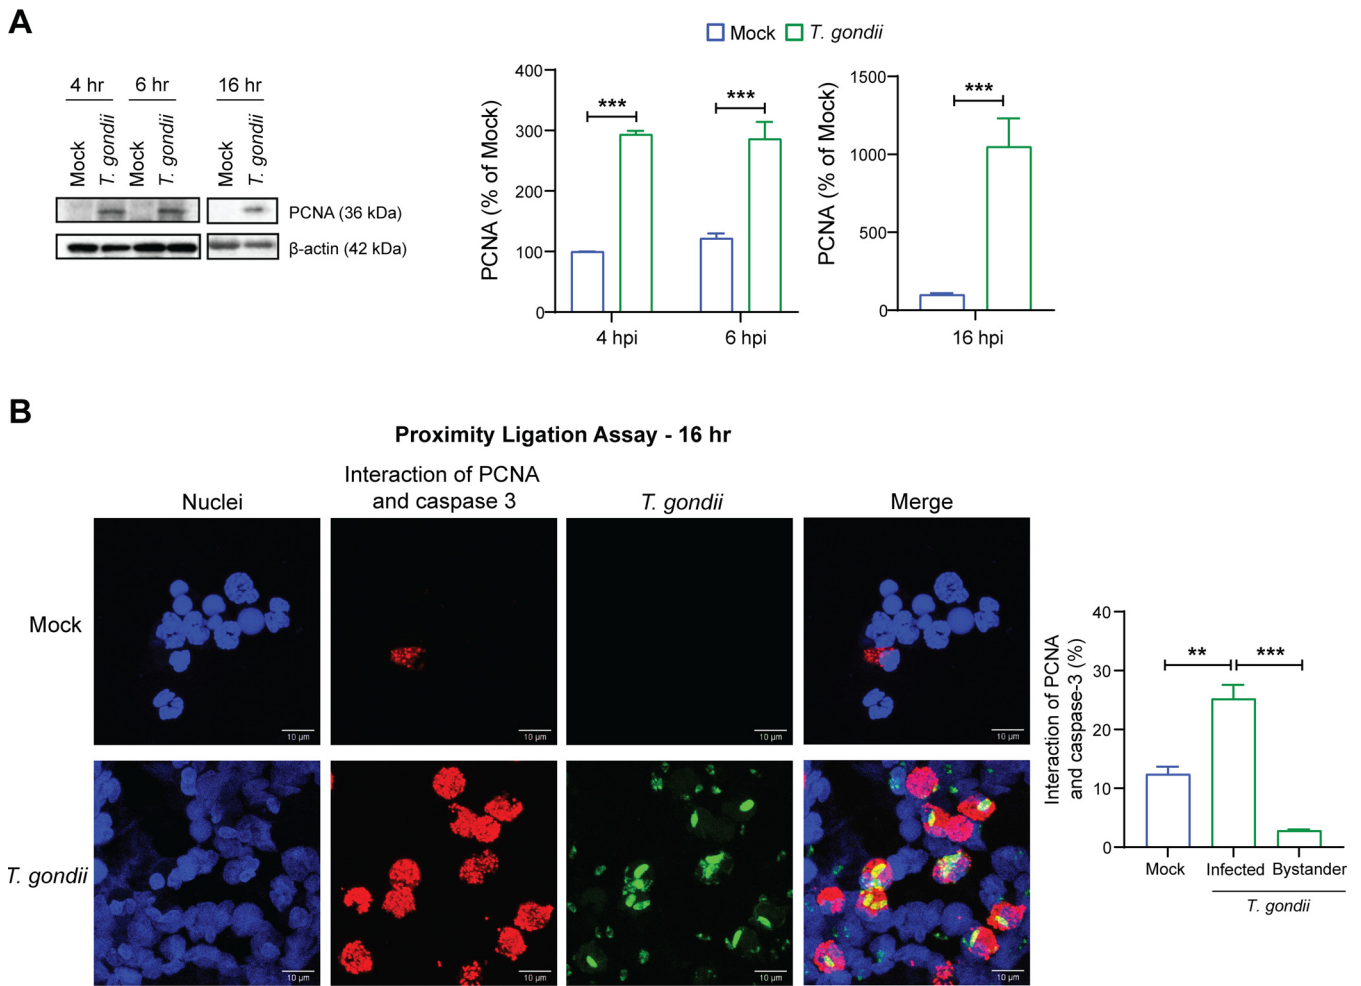 A
Mock T. gondii
4 hr 6 hr 16 hr
Mock T. gondii Mock T. gondii Mock T. gondii
PCNA (36 kDa)
β-actin (42 kDa)
PCNA (% of Mock)
400
300
200
100
0
*** ***
4 hpi 6 hpi
PCNA (% of Mock)
1500
1000
500
0
***
16 hpi
B
Proximity Ligation Assay - 16 hr
Nuclei
Interaction of PCNA
and caspase 3
T. gondii
Merge
Mock
10 µm
10 µm
10 µm
10 µm
T. gondii
10 µm
10 µm
10 µm
10 µm
Interaction of PCNA
and caspase-3 (%)
40
30
20
10
0
** ***
Mock Infected Bystander
T. gondii